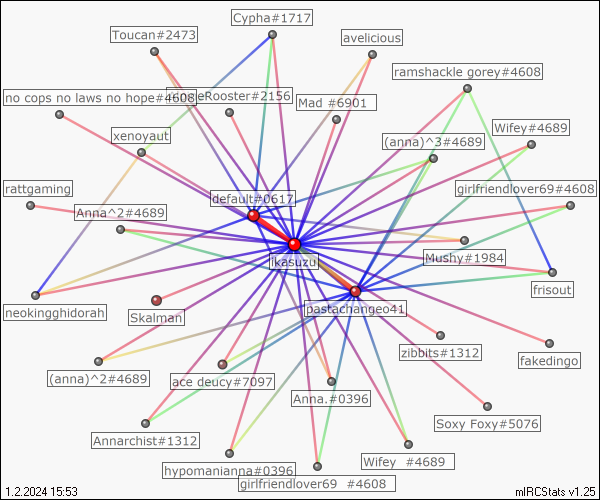 Cypha#1717
Toucan#2473
avelicious
ramshackle gorey#4608
no cops no laws no hope#4608
eRooster#2156
Mad #6901
Wifey#4689
xenoyaut
(anna)^3#4689
rattgaming
default#0617
girlfriendlover69#4608
Anna^2#4689
ikasuzu
Mushy#1984
frisout
neokingghidorah
Skalman
pastachangeo41
zibbits#1312
fakedingo
(anna)^2#4689
ace deucy#7097
Anna.#0396
Soxy Foxy#5076
Annarchist#1312
hypomanianna#0396
Wifey #4689
girlfriendlover69 #4608
1.2.2024 15:53
mIRCStats v1.25